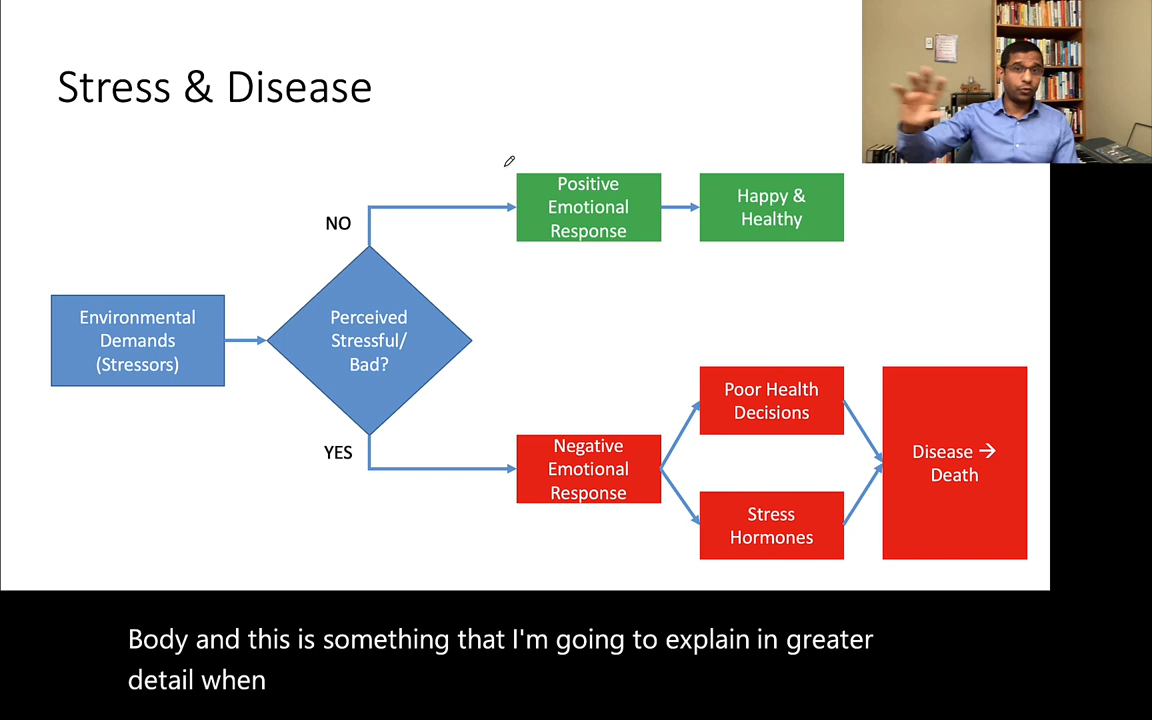 Stress & Disease
NO
Positive
Emotional
Response
Happy &
Healthy
Environmental
Demands
(Stressors)
Perceived
Stressful/
Bad?
YES
Negative
Emotional
Response
Poor Health
Decisions
Stress
Hormones
Disease →
Death
Body and this is something that I'm going to explain in greater
detail when